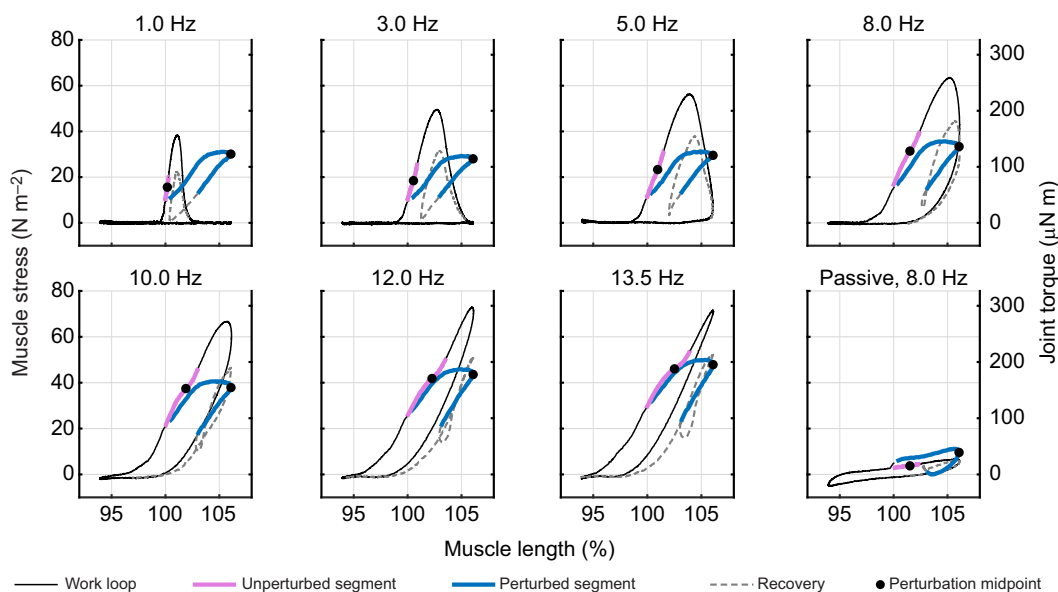 1.0 Hz
3.0 Hz
5.0 Hz
8.0 Hz
80
60
40
20
0
300
200
100
0
10.0 Hz
12.0 Hz
13.5 Hz
Passive, 8.0 Hz
80
60
40
20
0
300
200
100
0
Muscle stress (N m−2)
Joint torque (μN m)
95 100 105 95 100 105 95 100 105 95 100 105
Muscle length (%)
Work loop Unperturbed segment Perturbed segment Recovery Perturbation midpoint